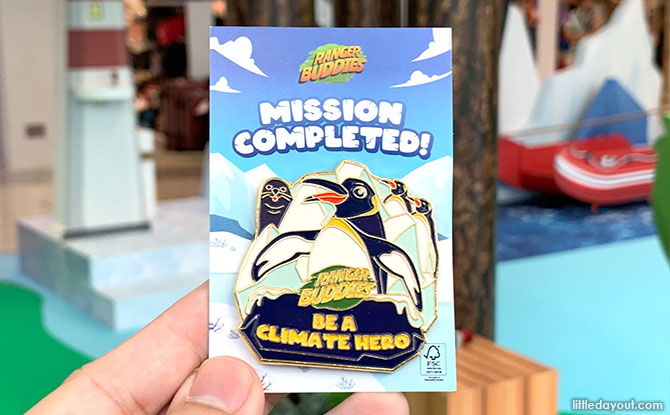 RANGER
BUDDIES
MISSION
COMPLETED!
RANGER
BUDDIES
BE A
CLIMATE HERO
FSC
littledayout.com